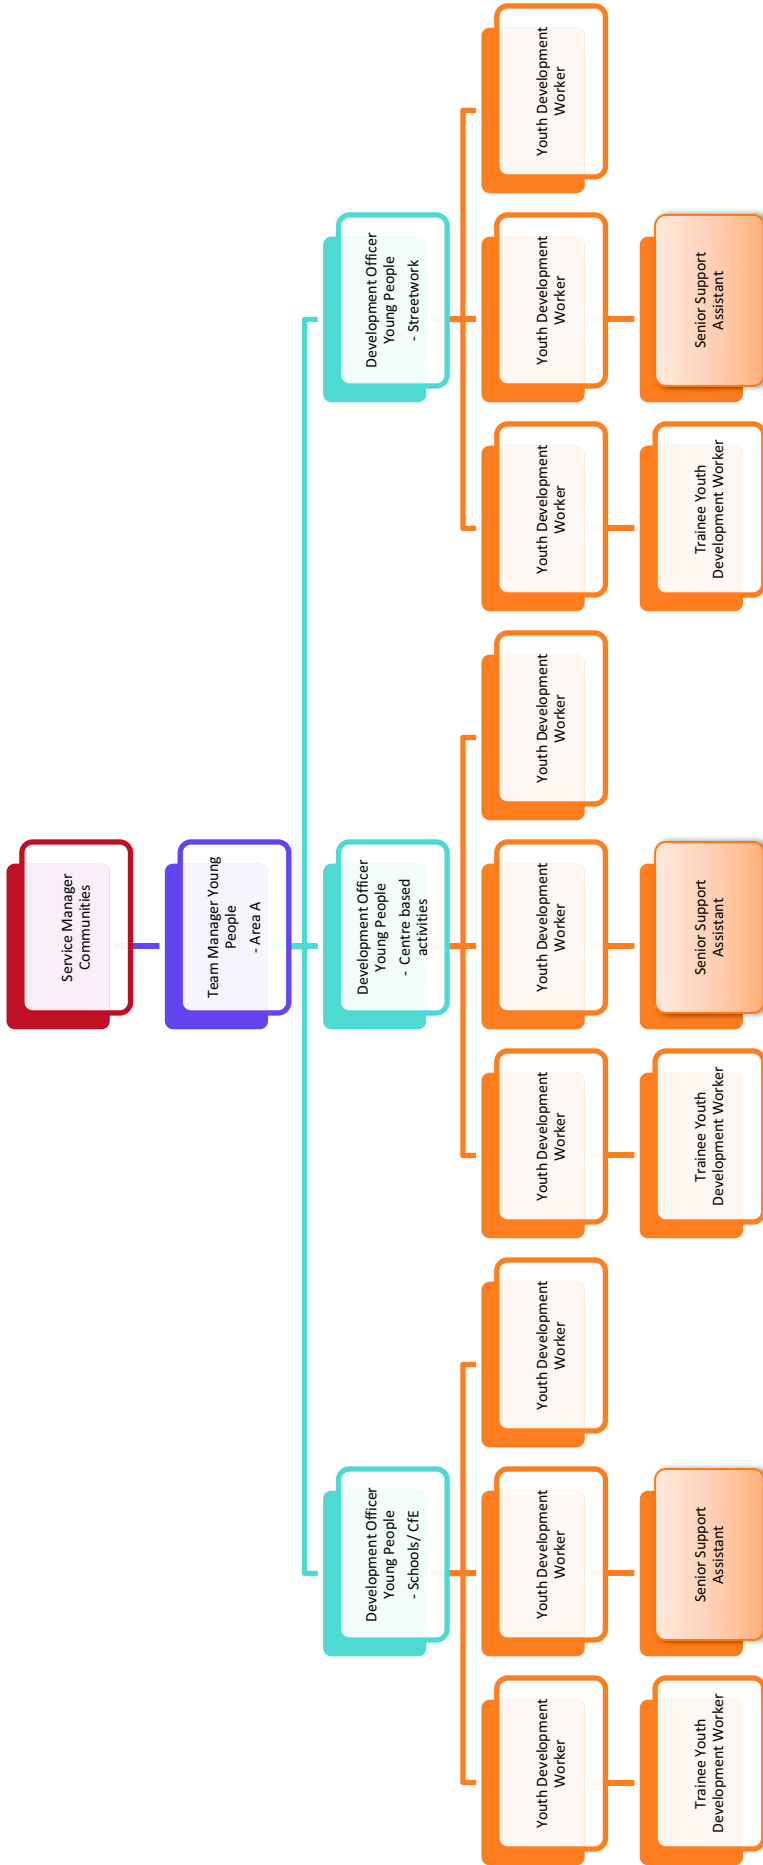 Service Manager
Communities
Team Manager Young
People
- Area A
Development Officer
Young People
- Schools/ CfE
Development Officer
Young People
- Centre based
activities
Development Officer
Young People
- Streetwork
Youth Development
Worker
Youth Development
Worker
Youth Development
Worker
Youth Development
Worker
Youth Development
Worker
Youth Development
Worker
Youth Development
Worker
Youth Development
Worker
Youth Development
Worker
Trainee Youth
Development Worker
Senior Support
Assistant
Trainee Youth
Development Worker
Senior Support
Assistant
Trainee Youth
Development Worker
Senior Support
Assistant